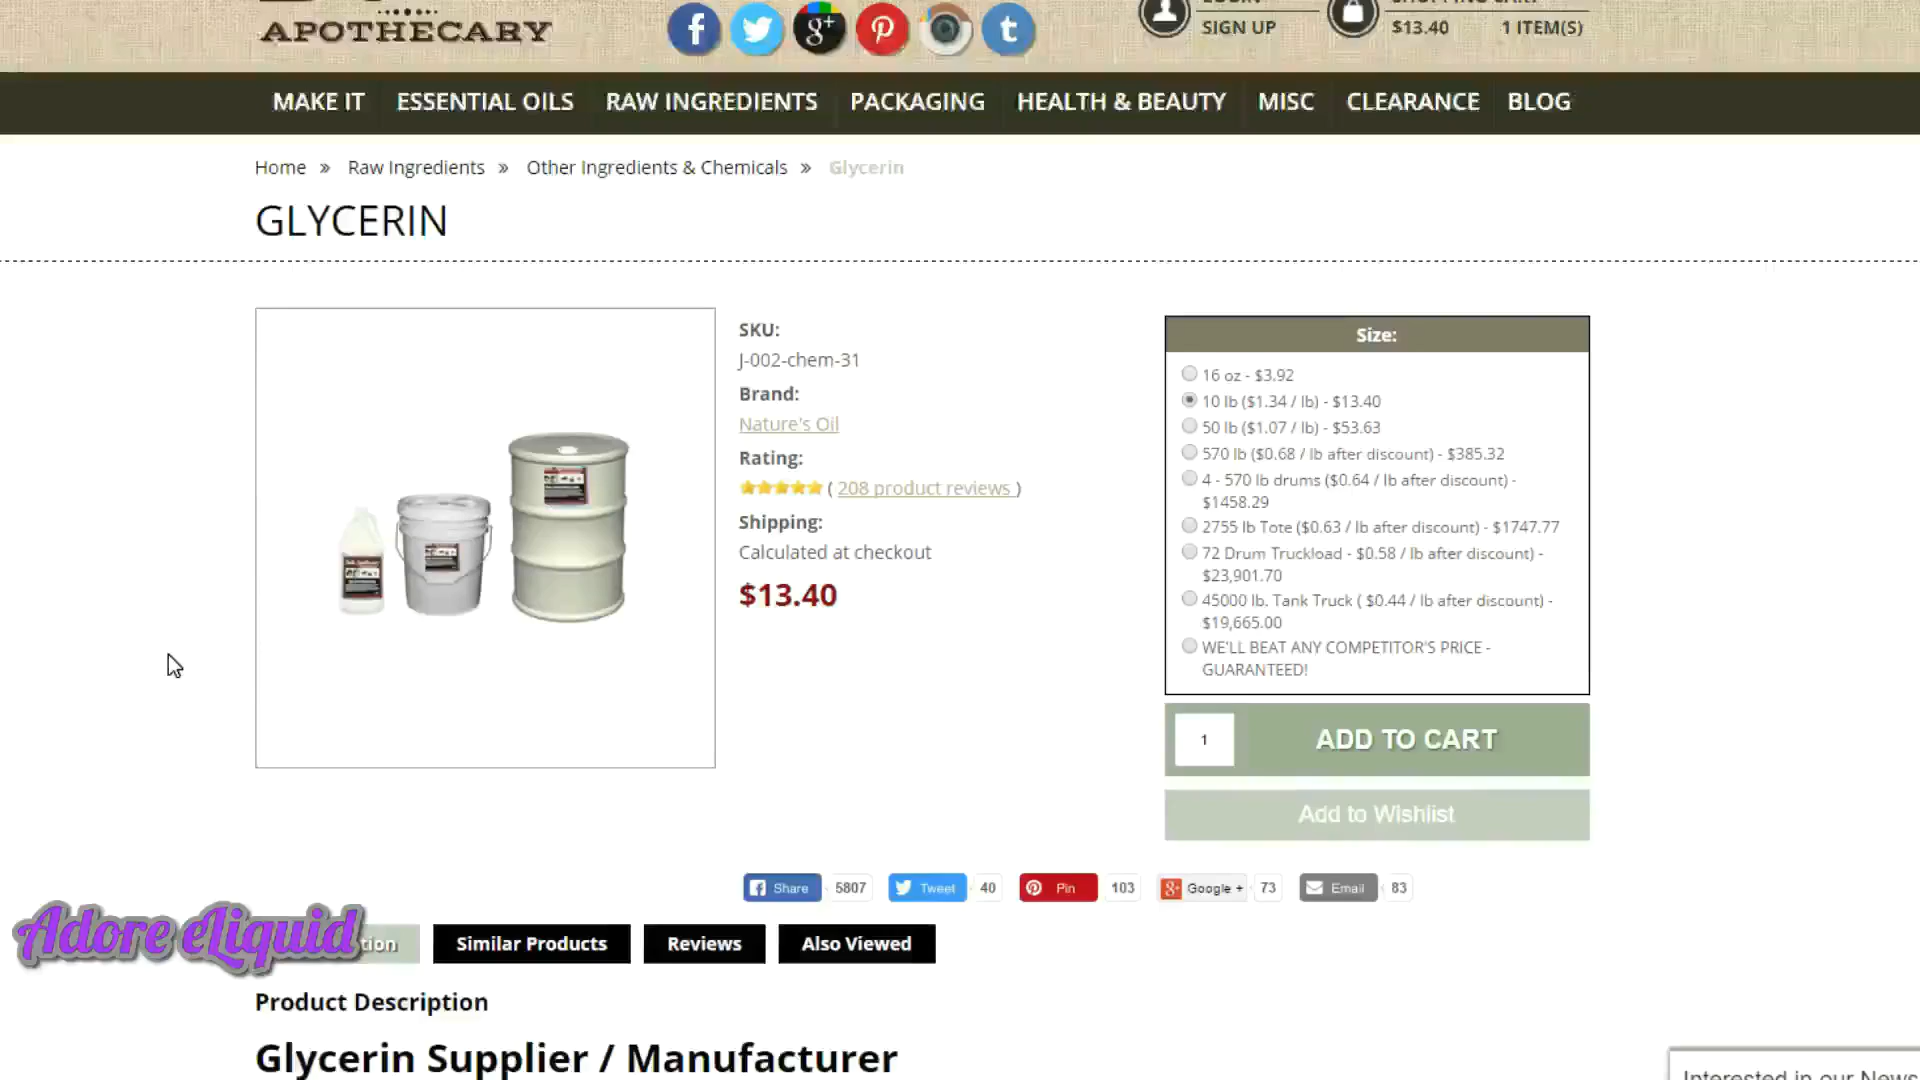 APOTHECARY
SIGN UP
$13.40 1 ITEM(S)
MAKE IT ESSENTIAL OILS RAW INGREDIENTS PACKAGING HEALTH & BEAUTY MISC CLEARANCE BLOG
Home » Raw Ingredients » Other Ingredients & Chemicals » Glycerin
GLYCERIN
SKU:
J-002-chem-31
Brand:
Nature's Oil
Rating:
( 208 product reviews )
Shipping:
Calculated at checkout
$13.40
Size:
16 oz - $3.92
10 lb ($1.34 / lb) - $13.40
50 lb ($1.07 / lb) - $53.63
570 lb ($0.68 / lb after discount) - $385.32
4 - 570 lb drums ($0.64 / lb after discount) -
$1458.29
2755 lb Tote ($0.63 / lb after discount) - $1747.77
72 Drum Truckload - $0.58 / lb after discount) -
$23,901.70
45000 lb. Tank Truck ( $0.44 / lb after discount) -
$19,665.00
WE'LL BEAT ANY COMPETITOR'S PRICE -
GUARANTEED!
1 ADD TO CART
Add to Wishlist
Share 5807 Tweet 40 Pin 103 Google + 73 Email 83
Adore eLiquid
tion Similar Products Reviews Also Viewed
Product Description
Glycerin Supplier / Manufacturer
Interested in our News